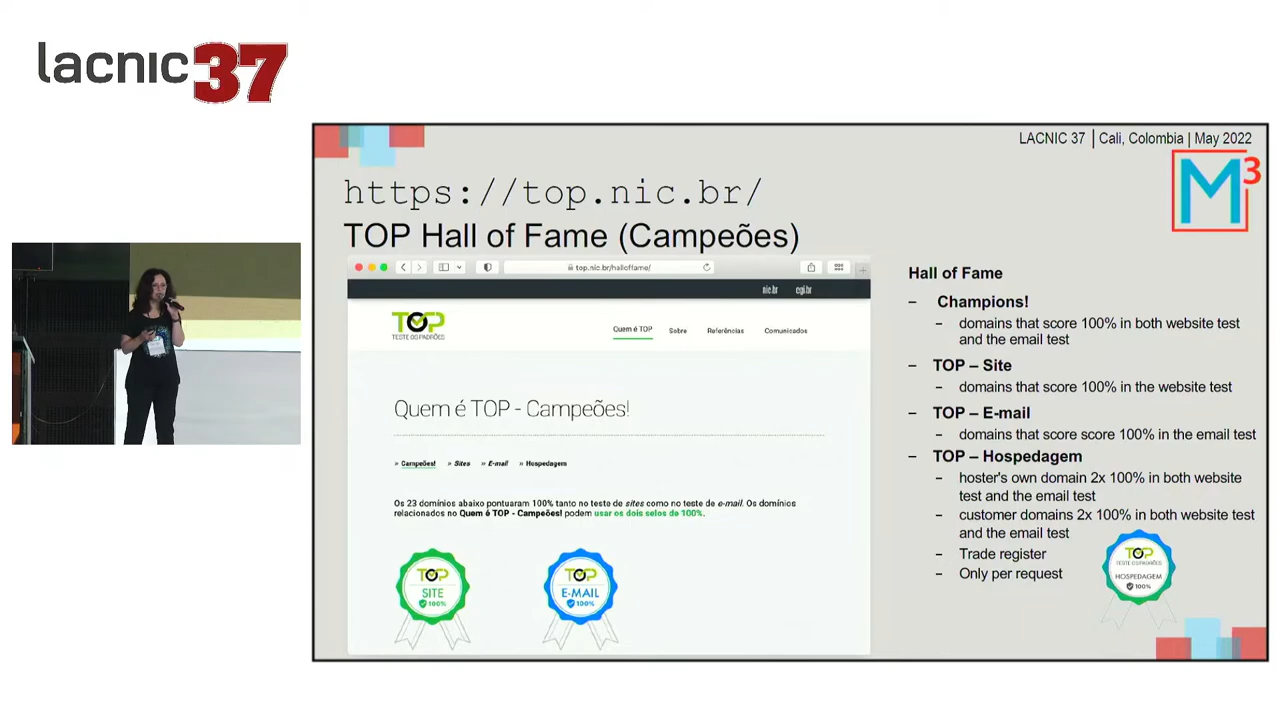 lacnic37
LACNIC 37 | Cali, Colombia | May 2022
M3
https://top.nic.br/
TOP Hall of Fame (Campeões)
top.nic.br/halloffame/
nic.br cgi.br
TOP
TESTE OS PADRÕES
Quem é TOP Sobre Referências Comunicados
Quem é TOP - Campeões!
» Campeões! » Sites » E-mail » Hospedagem
Os 23 domínios abaixo pontuaram 100% tanto no teste de sites como no teste de e-mail. Os domínios
relacionados no Quem é TOP - Campeões! podem usar os dois selos de 100%.
TOP
SITE
100%
TOP
E-MAIL
100%
Hall of Fame
– Champions!
– domains that score 100% in both website test
and the email test
– TOP – Site
– domains that score 100% in the website test
– TOP – E-mail
– domains that score score 100% in the email test
– TOP – Hospedagem
– hoster's own domain 2x 100% in both website
test and the email test
– customer domains 2x 100% in both website test
and the email test
– Trade register
– Only per request
TOP
TESTE OS PADRÕES
HOSPEDAGEM
100%